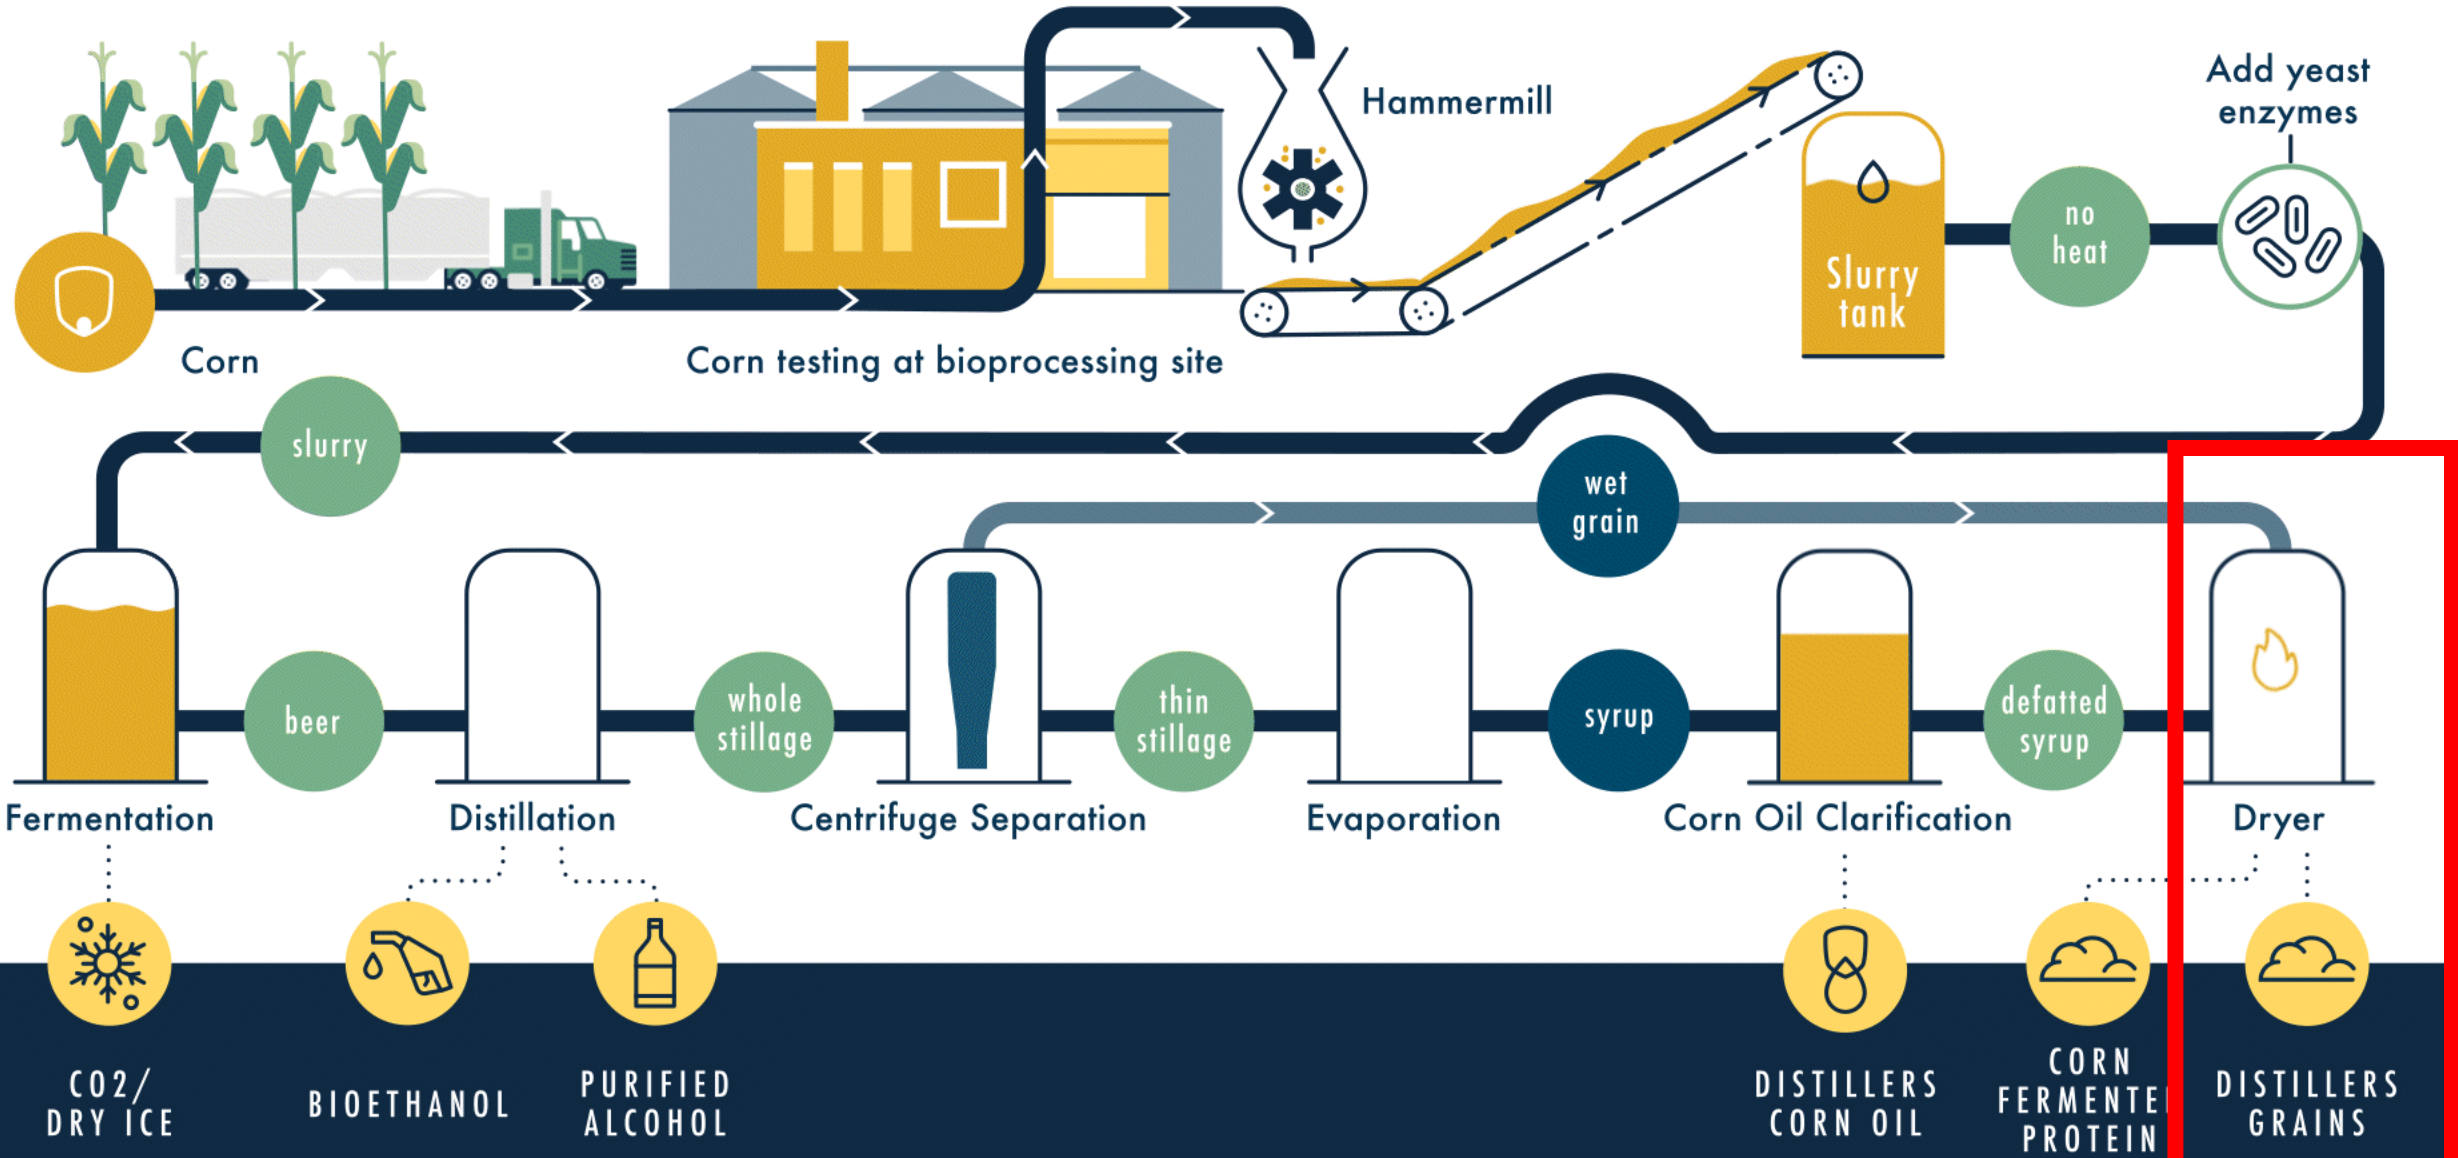 Add yeast
enzymes
Hammermill
no
heat
Slurry
tank
Corn
Corn testing at bioprocessing site
slurry
wet
grain
beer
whole
stillage
thin
stillage
syrup
defatted
syrup
Fermentation
Distillation
Centrifuge Separation
Evaporation
Corn Oil Clarification
Dryer
CO2/
DRY ICE
BIOETHANOL
PURIFIED
ALCOHOL
DISTILLERS
CORN OIL
CORN
FERMENTE
PROTEIN
DISTILLERS
GRAINS